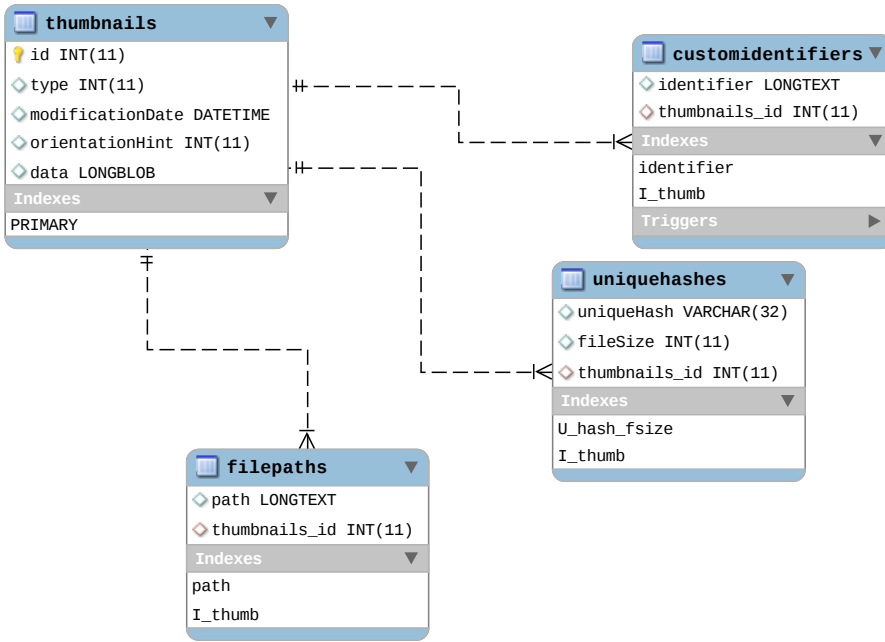 thumbnails
id INT(11)
type INT(11)
modificationDate DATETIME
orientationHint INT(11)
data LONGBLOB
Indexes
PRIMARY
customidentifiers
identifier LONGTEXT
thumbnails_id INT(11)
Indexes
identifier
I_thumb
Triggers
uniquehashes
uniqueHash VARCHAR(32)
fileSize INT(11)
thumbnails_id INT(11)
Indexes
U_hash_fsize
I_thumb
filepaths
path LONGTEXT
thumbnails_id INT(11)
Indexes
path
I_thumb